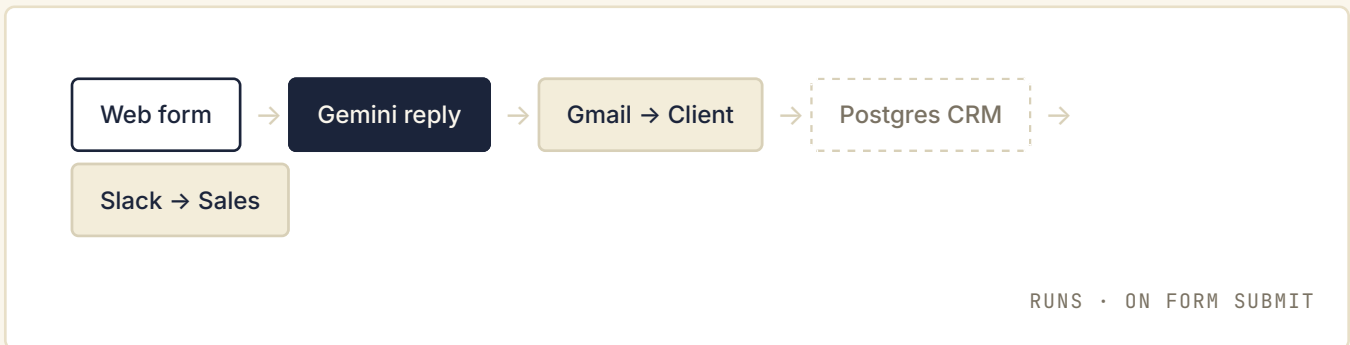 Web form → Gemini reply → Gmail → Client → Postgres CRM →
Slack → Sales
RUNS · ON FORM SUBMIT